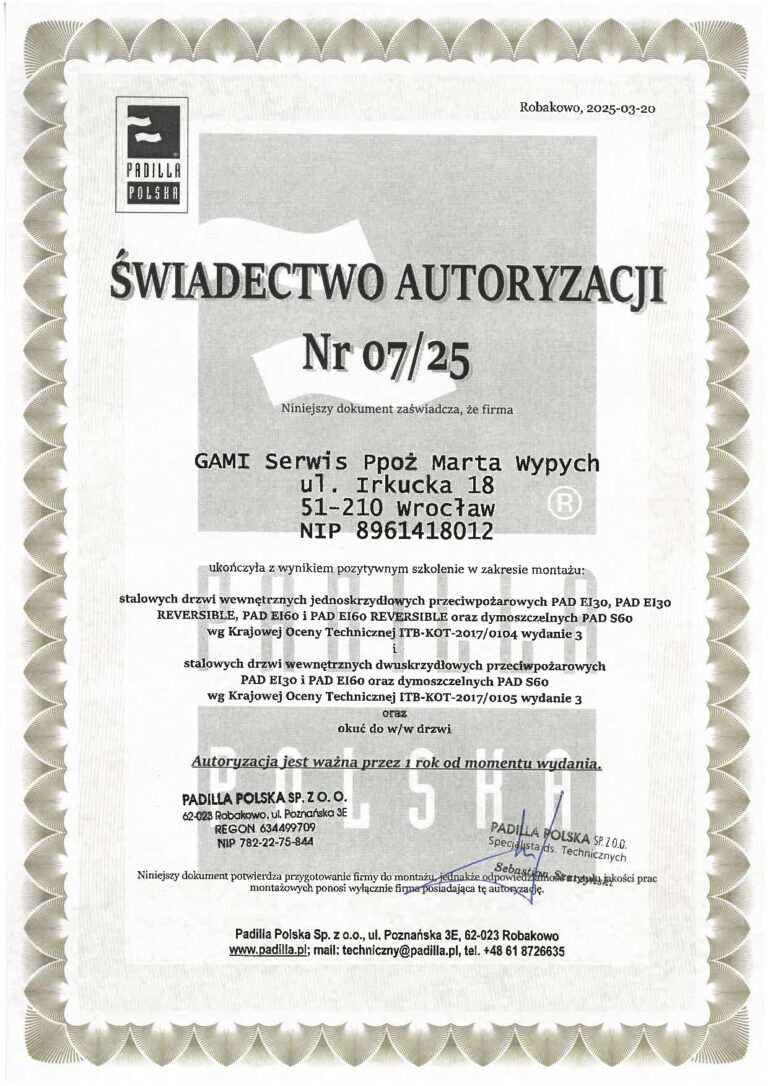 Robakowo, 2025-03-20
PADILLA
POLSKA
ŚWIADECTWO AUTORYZACJI
Nr 07/25
Niniejszy dokument zaświadcza, że firma
GAMI Serwis Ppoż Marta Wypych
ul. Irkucka 18
51-210 Wrocław
NIP 8961418012
®
ukończyła z wynikiem pozytywnym szkolenie w zakresie montażu:
PADILLA
stalowych drzwi wewnętrznych jednoskrzydłowych przeciwpożarowych PAD EI30, PAD EI30
REVERSIBLE, PAD EI60 i PAD EI60 REVERSIBLE oraz dymoszczelnych PAD S60
wg Krajowej Oceny Technicznej ITB-KOT-2017/0104 wydanie 3
i
stalowych drzwi wewnętrznych dwuskrzydłowych przeciwpożarowych
PAD EI30 i PAD EI60 oraz dymoszczelnych PAD S60
wg Krajowej Oceny Technicznej ITB-KOT-2017/0105 wydanie 3
oraz
okuć do w/w drzwi
Autoryzacja jest ważna przez 1 rok od momentu wydania.
POLSKA
PADILLA POLSKA SP. Z O. O.
62-023 Robakowo, ul. Poznańska 3E
REGON 634499709
NIP 782-22-75-844
PADILLA POLSKA SP. Z O.O.
Specjalista ds. Technicznych
Sebastian
Niniejszy dokument potwierdza przygotowanie firmy do montażu, jednakże odpowiedzialność z tytułu jakości prac
montażowych ponosi wyłącznie firma posiadająca tę autoryzację.
Padilla Polska Sp. z o.o., ul. Poznańska 3E, 62-023 Robakowo
www.padilla.pl; mail: techniczny@padilla.pl, tel. +48 61 8726635